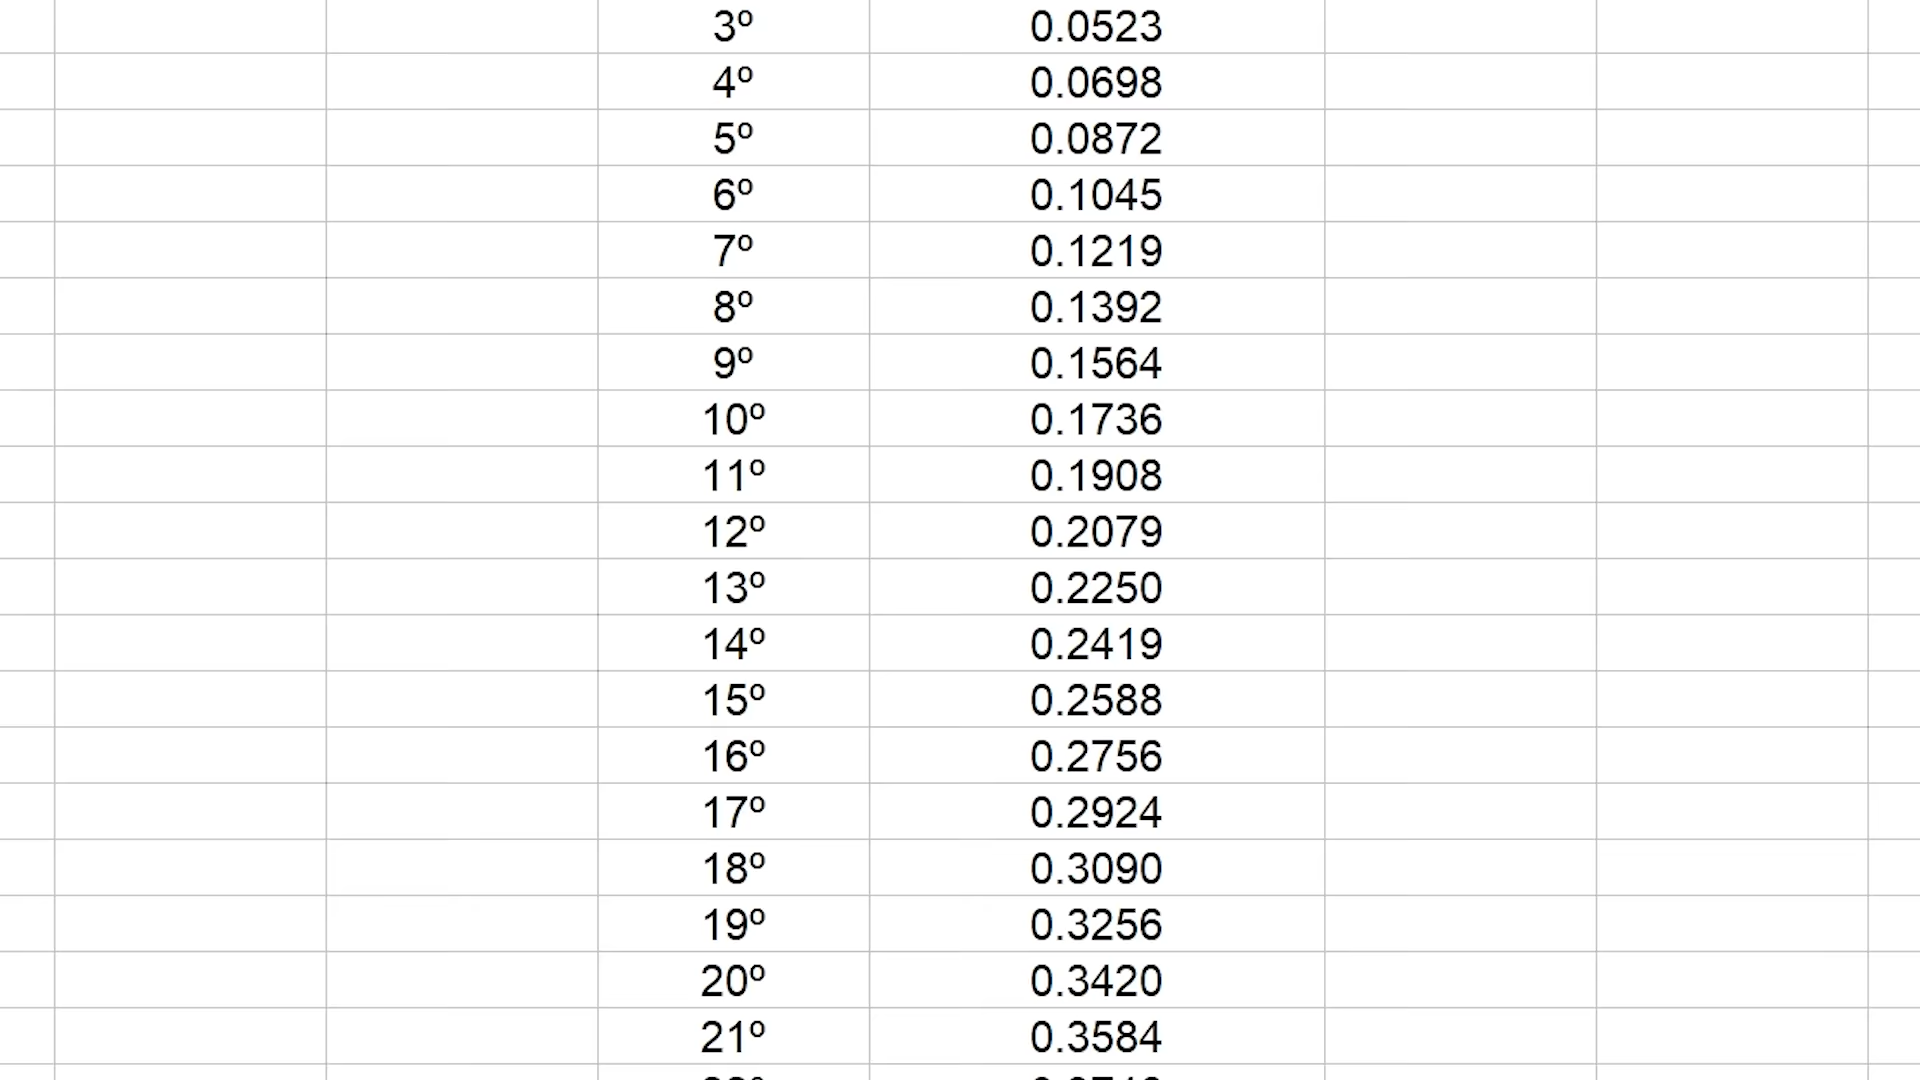 3º 0.0523
4º 0.0698
5º 0.0872
6º 0.1045
7º 0.1219
8º 0.1392
9º 0.1564
10º 0.1736
11º 0.1908
12º 0.2079
13º 0.2250
14º 0.2419
15º 0.2588
16º 0.2756
17º 0.2924
18º 0.3090
19º 0.3256
20º 0.3420
21º 0.3584